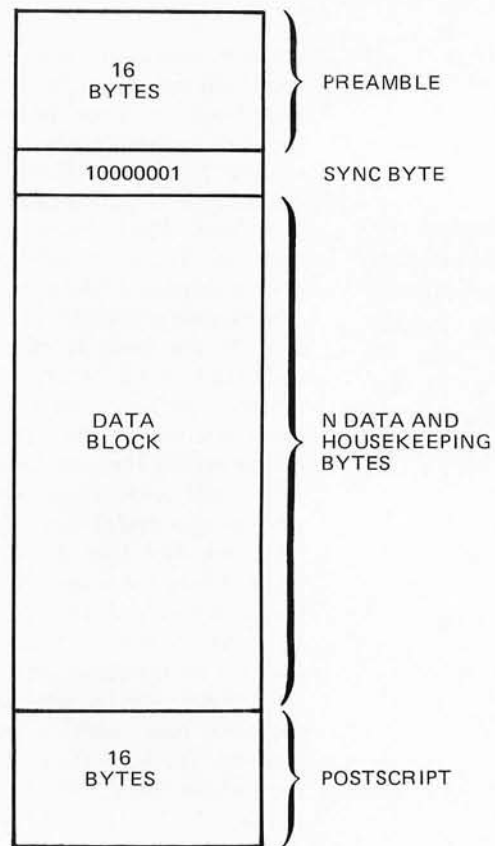 16
BYTES
PREAMBLE
10000001
SYNC BYTE
DATA
BLOCK
N DATA AND
HOUSEKEEPING
BYTES
16
BYTES
POSTSCRIPT